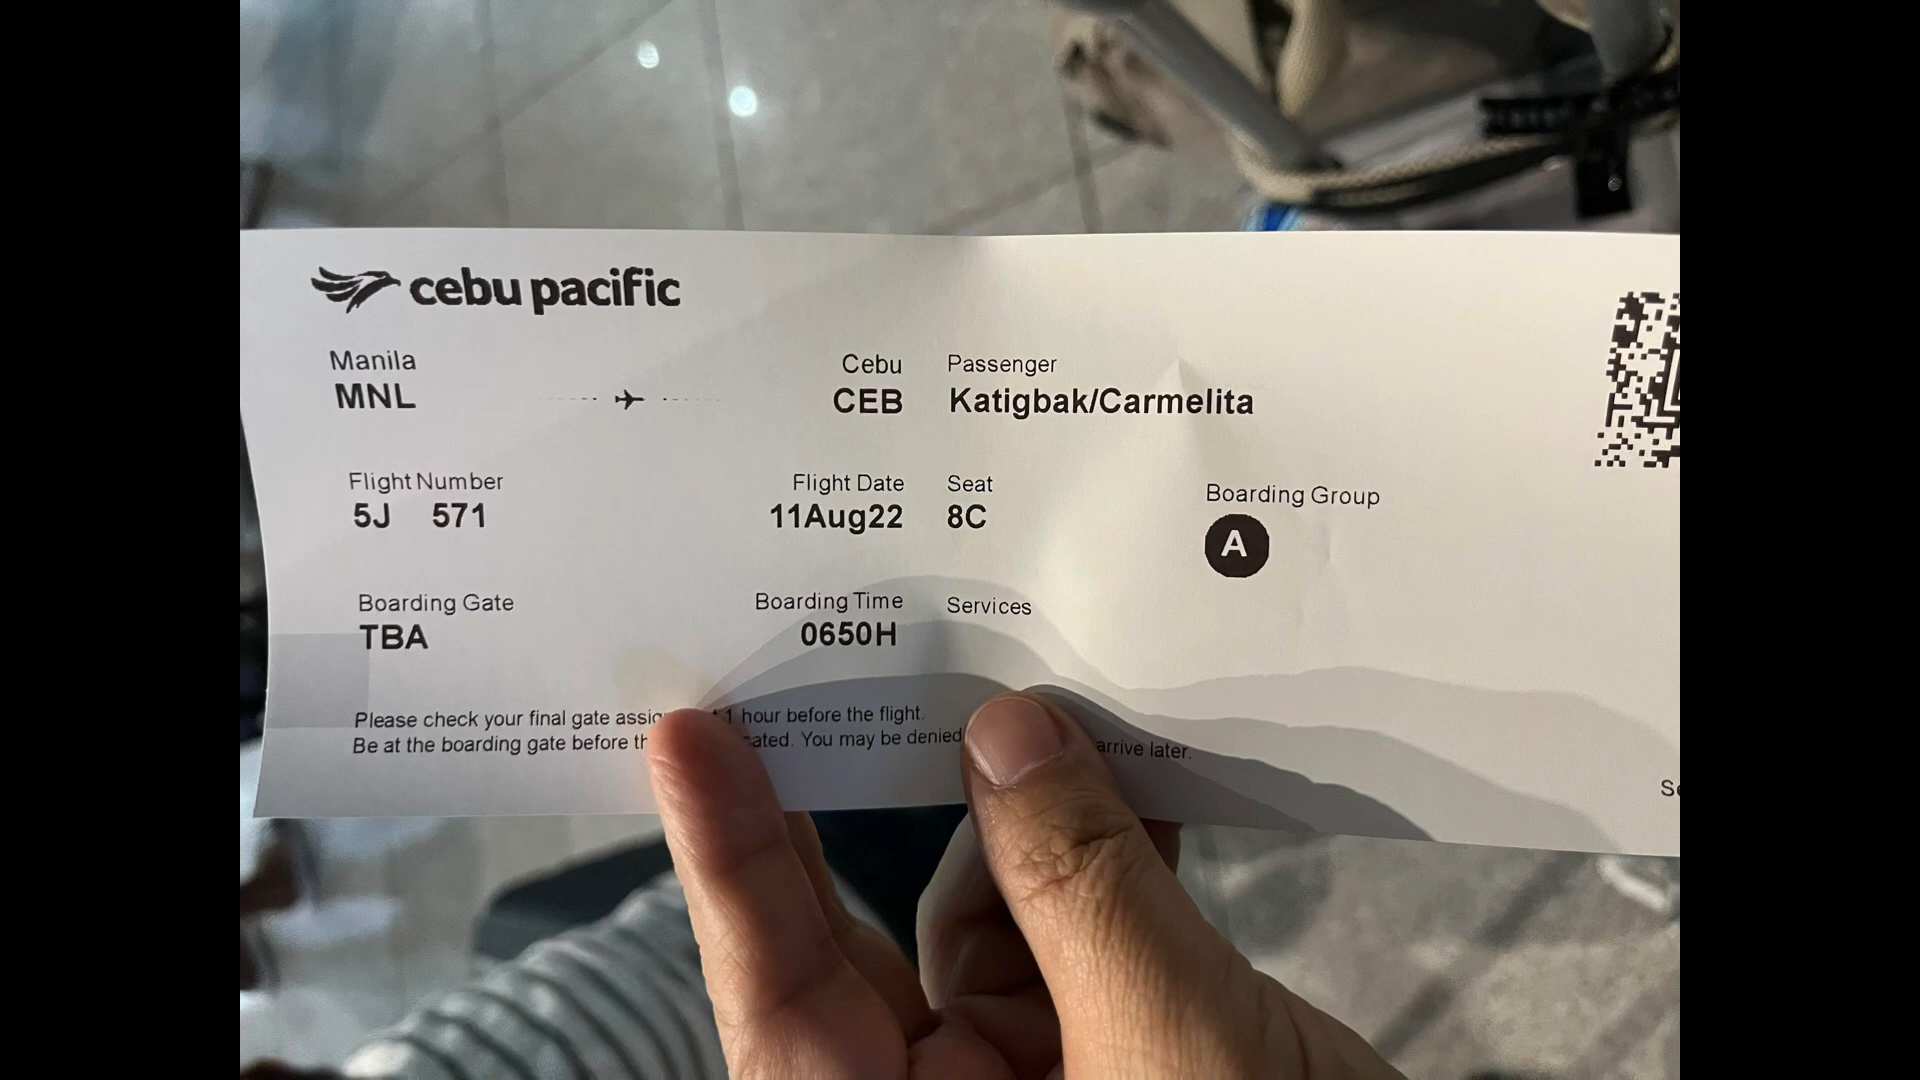 cebu pacific
Manila
MNL
Cebu
CEB
Passenger
Katigbak/Carmelita
Flight Number
5J 571
Flight Date
11Aug22
Seat
8C
Boarding Group
A
Boarding Gate
TBA
Boarding Time
0650H
Services
Please check your final gate 1 hour before the flight.
Be at the boarding gate before You may be denied arrive later.